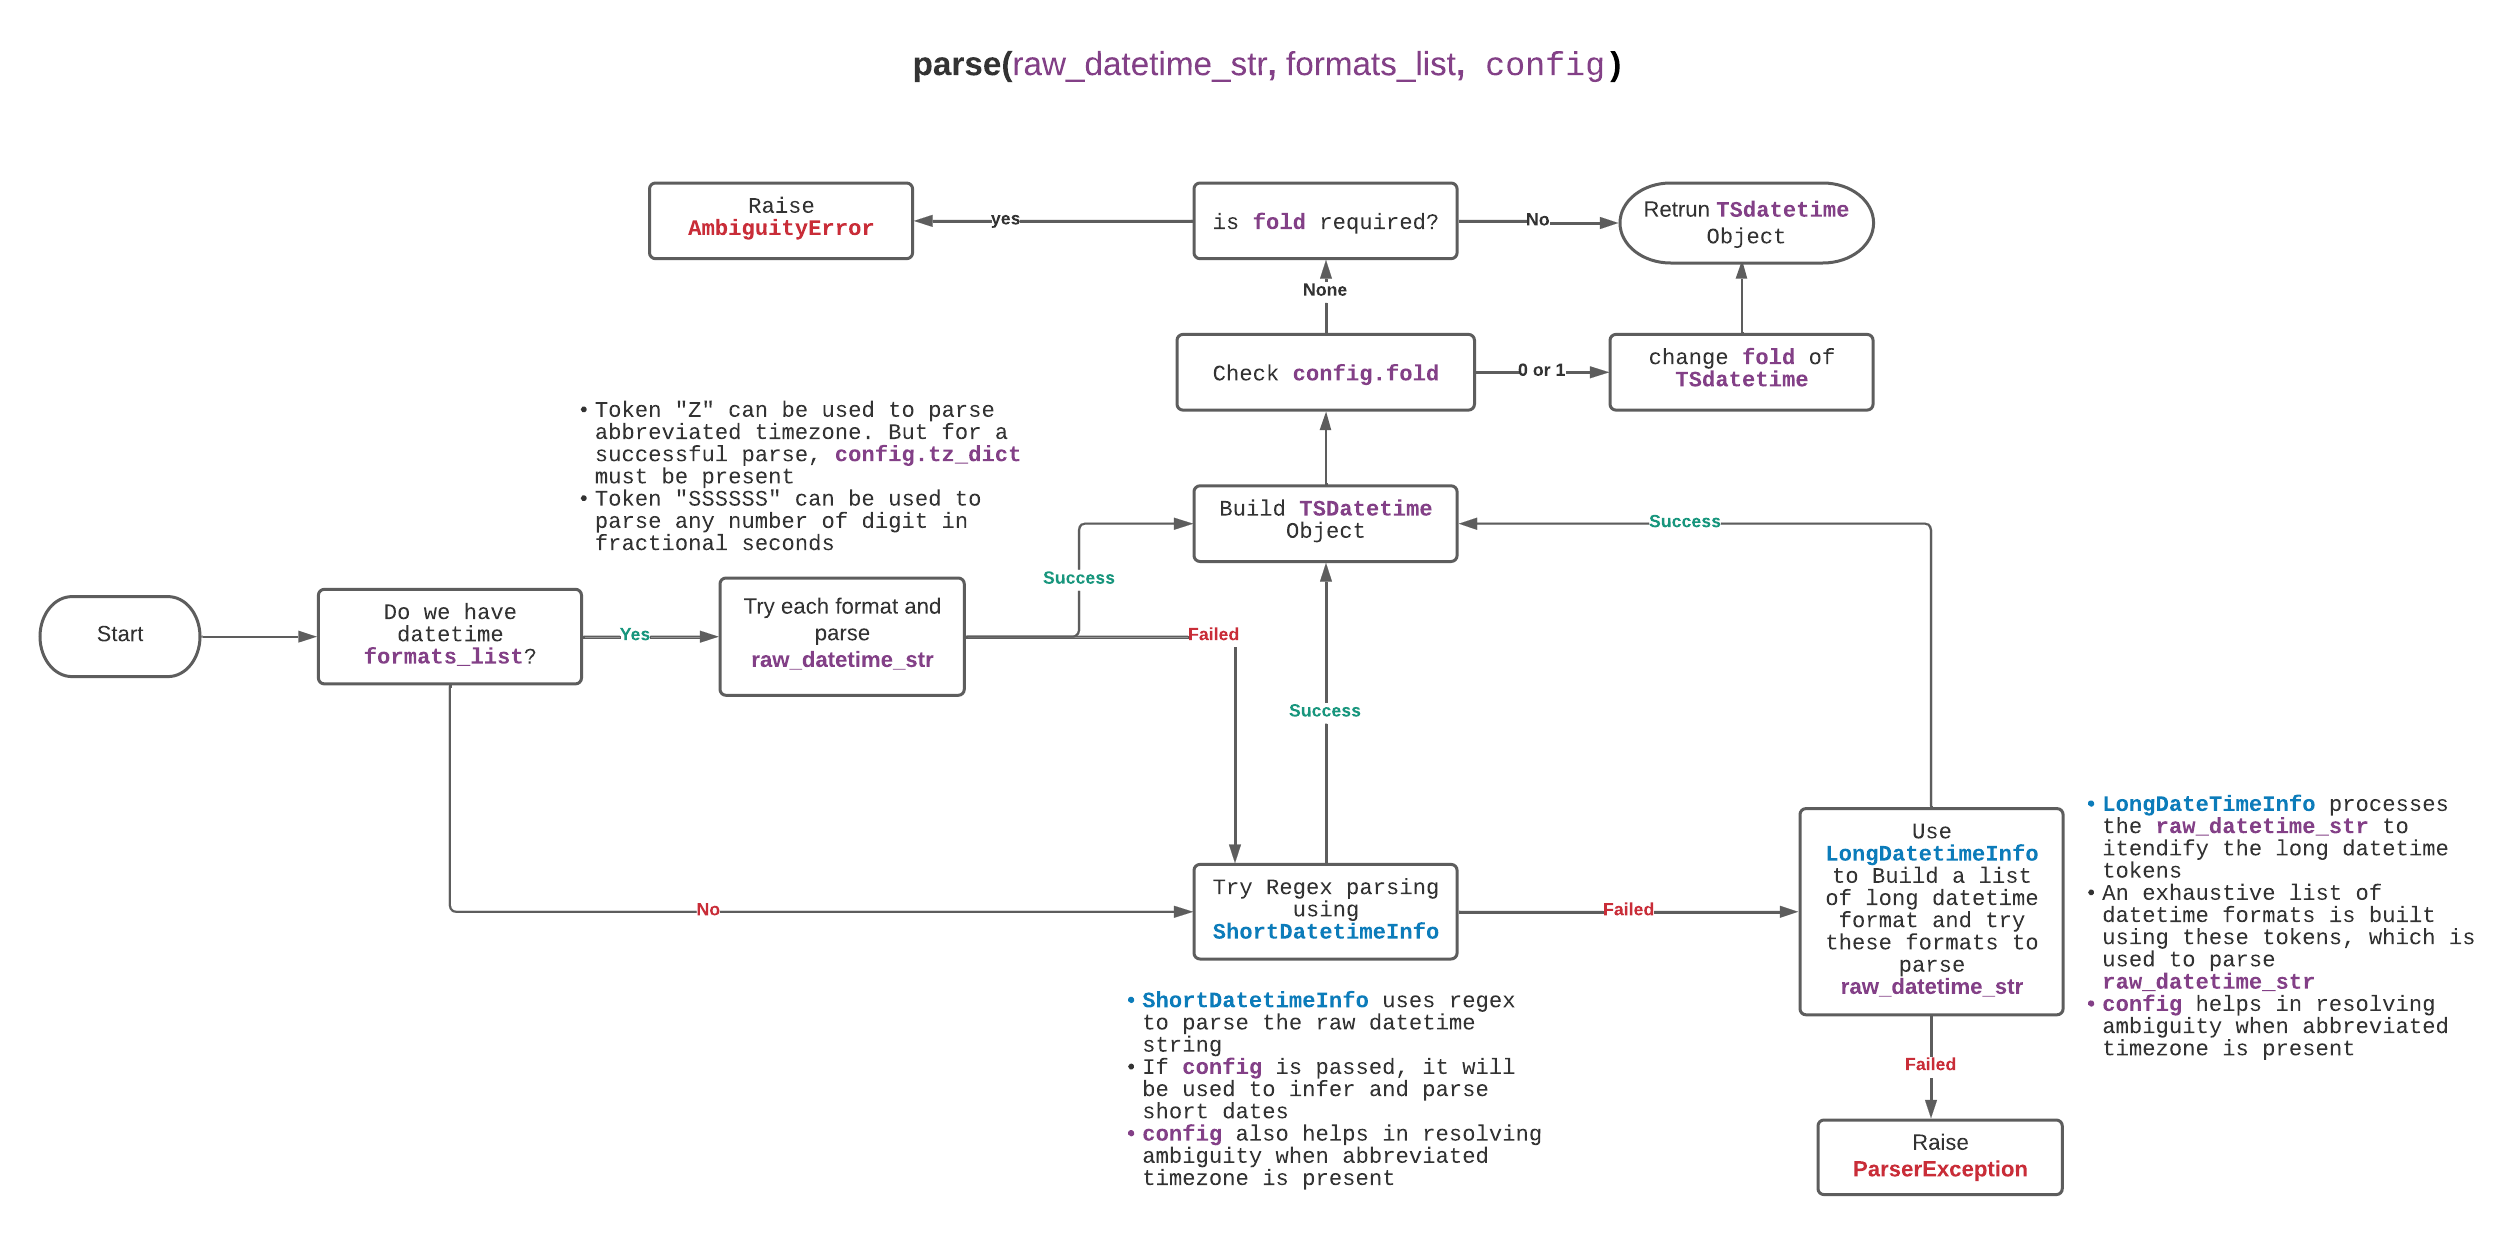 parse(raw_datetime_str, formats_list, config)
Raise
AmbiguityError
yes
is fold required?
No
Retrun TSdatetime
Object
None
Check config.fold
0 or 1
change fold of
TSdatetime
• Token "Z" can be used to parse
abbreviated timezone. But for a
successful parse, config.tz_dict
must be present
• Token "SSSSSS" can be used to
parse any number of digit in
fractional seconds
Build TSDatetime
Object
Success
Success
Start
Do we have
datetime
formats_list?
Yes
Try each format and
parse
raw_datetime_str
Failed
Success
No
Try Regex parsing
using
ShortDatetimeInfo
Failed
Use
LongDatetimeInfo
to Build a list
of long datetime
format and try
these formats to
parse
raw_datetime_str
• LongDateTimeInfo processes
the raw_datetime_str to
itendify the long datetime
tokens
• An exhaustive list of
datetime formats is built
using these tokens, which is
used to parse
raw_datetime_str
• config helps in resolving
ambiguity when abbreviated
timezone is present
• ShortDatetimeInfo uses regex
to parse the raw datetime
string
• If config is passed, it will
be used to infer and parse
short dates
• config also helps in resolving
ambiguity when abbreviated
timezone is present
Failed
Raise
ParserException